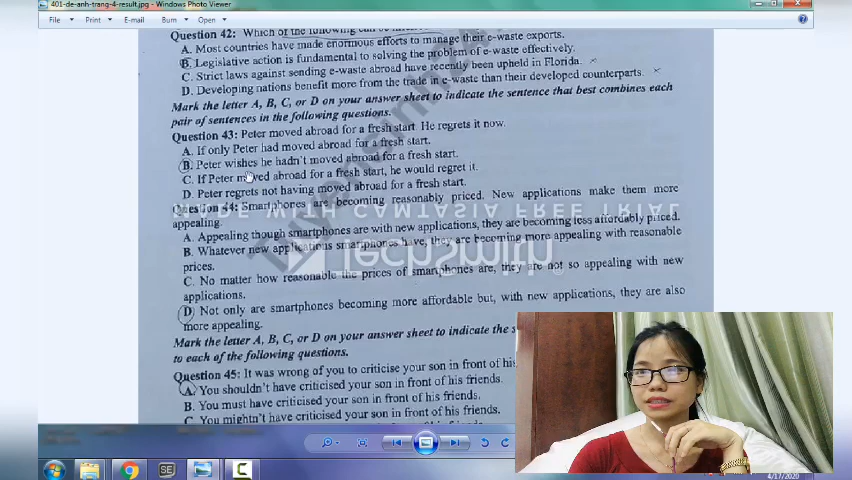 401-de-anh-trang-4-result.jpg - Windows Photo Viewer
File Print E-mail Burn Open
Question 42: Which of the following can be
A. Most countries have made enormous efforts to manage their e-waste exports.
B. Legislative action is fundamental to solving the problem of e-waste effectively.
C. Strict laws against sending e-waste abroad have recently been upheld in Florida.
D. Developing nations benefit more from the trade in e-waste than their developed counterparts.
Mark the letter A, B, C, or D on your answer sheet to indicate the sentence that best combines each
pair of sentences in the following questions.
Question 43: Peter moved abroad for a fresh start. He regrets it now.
A. If only Peter had moved abroad for a fresh start.
B. Peter wishes he hadn't moved abroad for a fresh start.
C. If Peter moved abroad for a fresh start, he would regret it.
D. Peter regrets not having moved abroad for a fresh start.
Question 44: Smartphones are becoming reasonably priced. New applications make them more
appealing.
MADE WITH CAMTASIA FREE TRIAL
A. Appealing though smartphones are with new applications, they are becoming less affordably priced.
B. Whatever new applications smartphones have, they are becoming more appealing with reasonable
prices.
TechSmith
C. No matter how reasonable the prices of smartphones are, they are not so appealing with new
applications.
D. Not only are smartphones becoming more affordable but, with new applications, they are also
more appealing.
Mark the letter A, B, C, or D on your answer sheet to indicate the s
to each of the following questions.
Question 45: It was wrong of you to criticise your son in front of his
A. You shouldn't have criticised your son in front of his friends.
B. You must have criticised your son in front of his friends.
C. You mightn't have criticised your son in front of his friends.
SE
C
4/17/2020